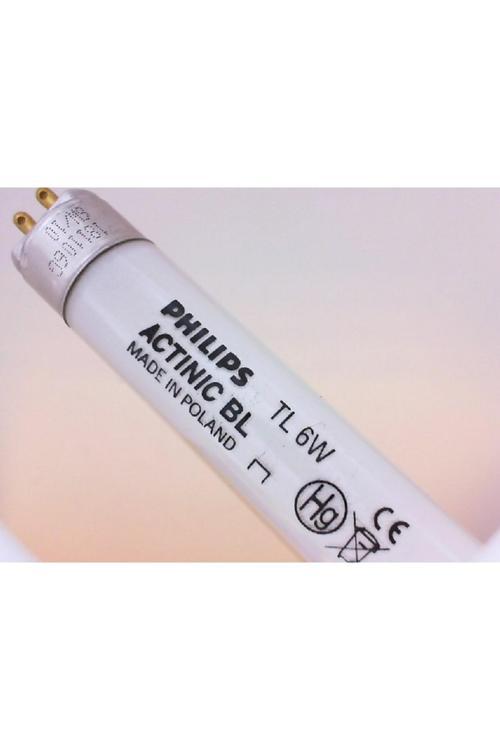 PHILIPS
ACTINIC BL
MADE IN POLAND
TL 6W
Hg
CE